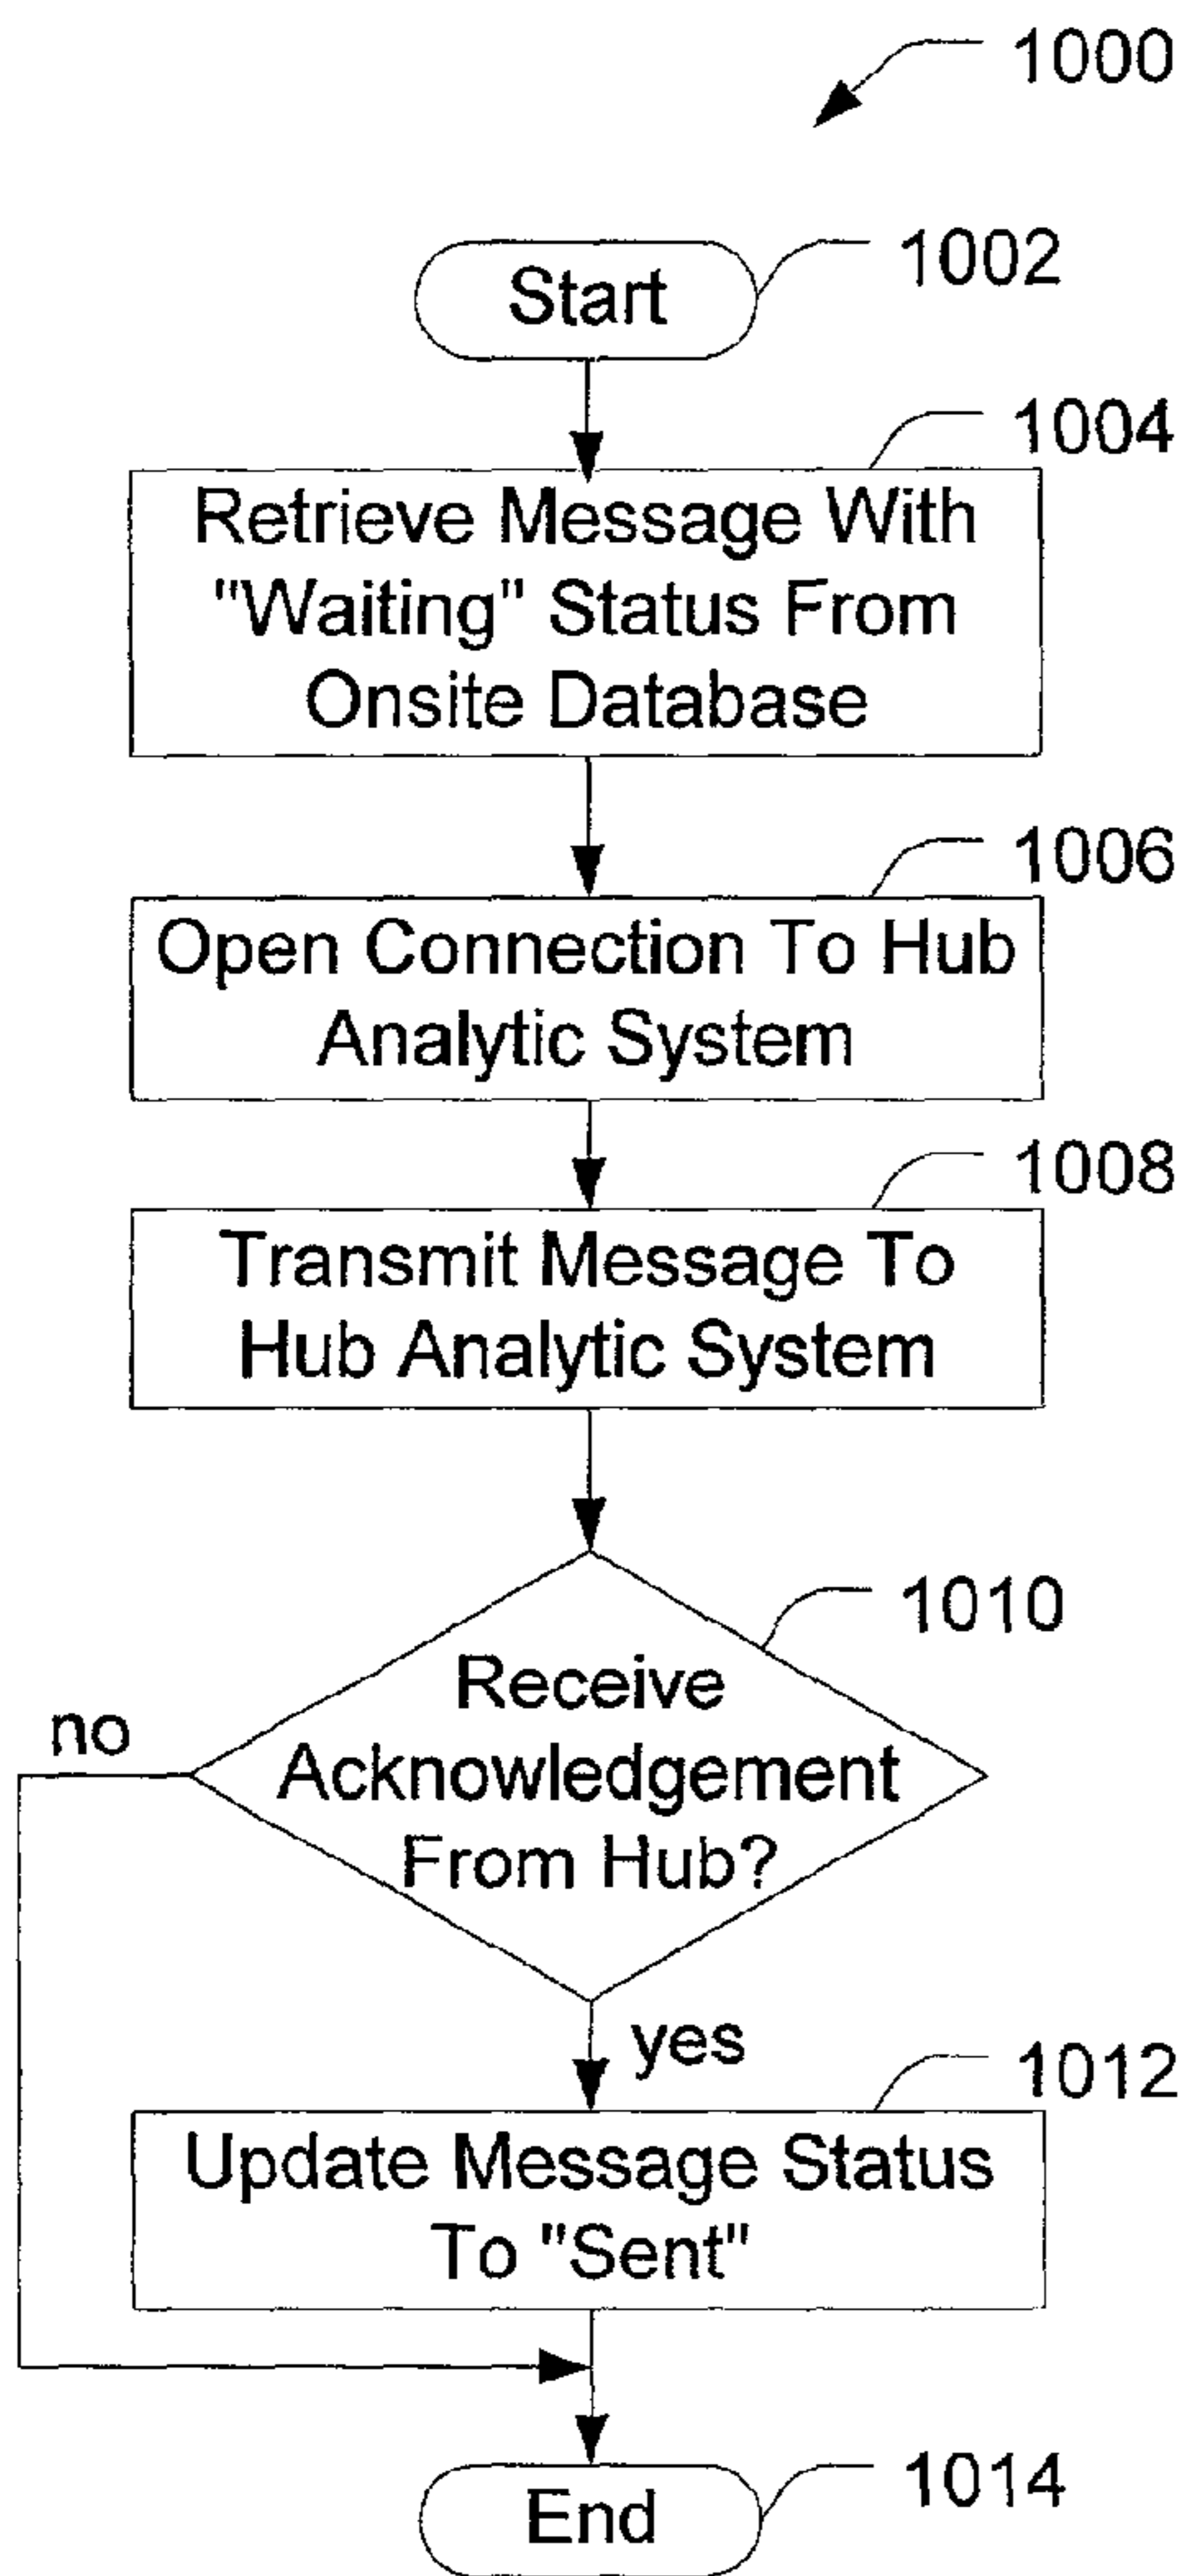 1000
1002
Start
1004
Retrieve Message With
"Waiting" Status From
Onsite Database
1006
Open Connection To Hub
Analytic System
1008
Transmit Message To
Hub Analytic System
1010
Receive
Acknowledgement
From Hub?
no
yes
1012
Update Message Status
To "Sent"
1014
End